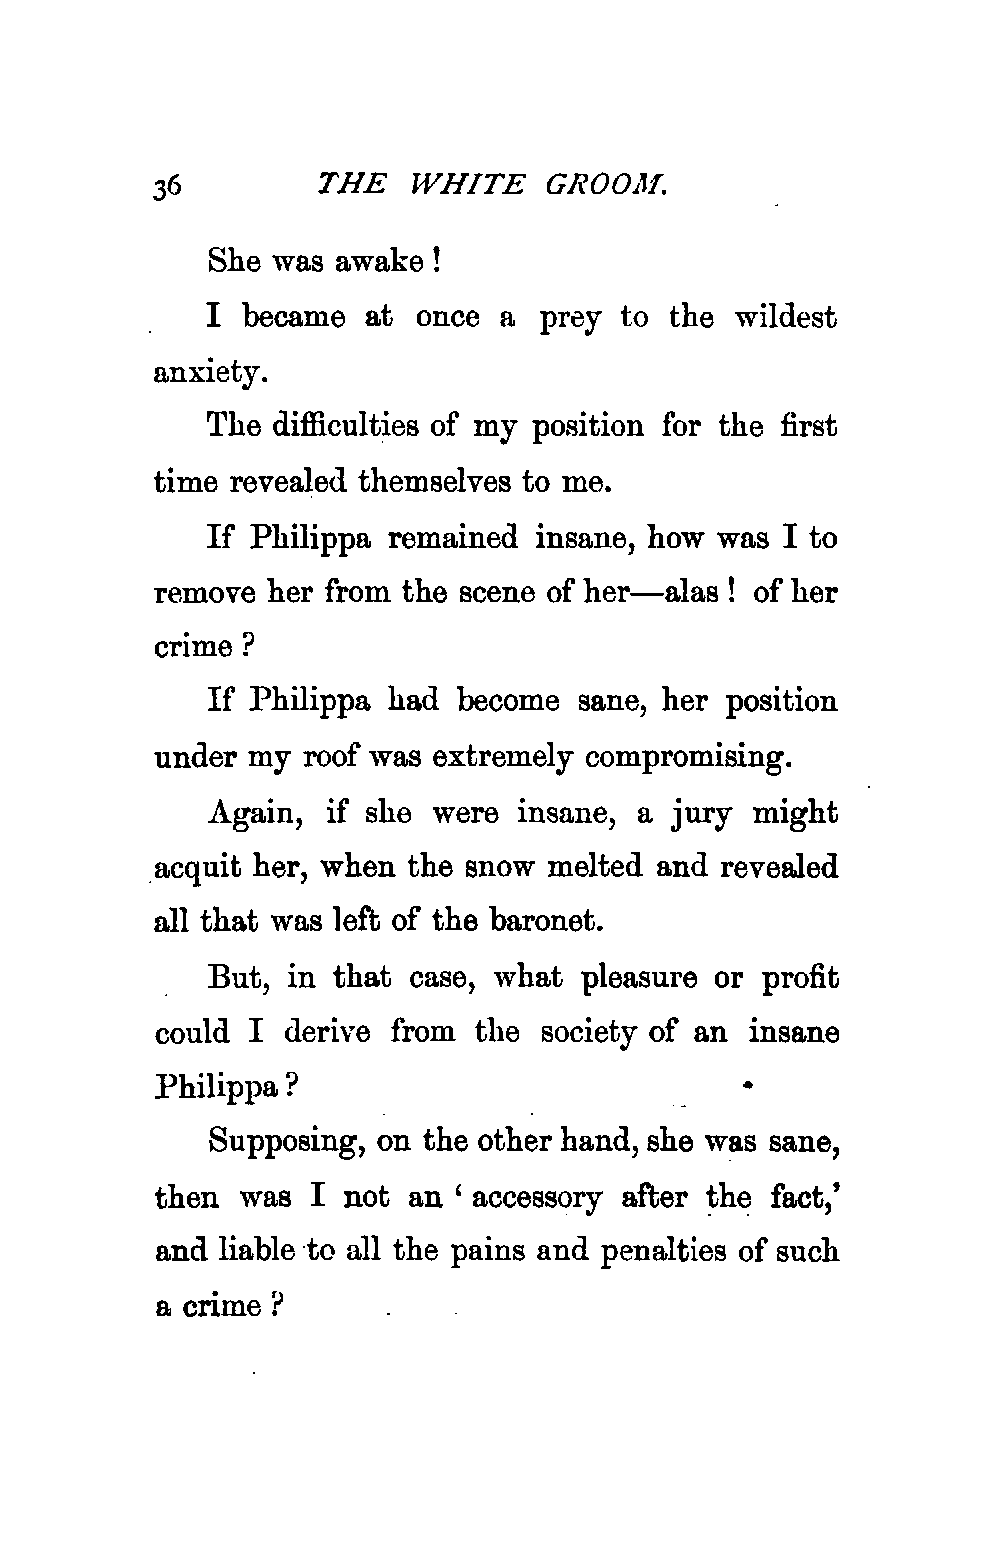 36 THE WHITE GROOM.
She was awake !
I became at once a prey to the wildest
anxiety.
The difficulties of my position for the first
time revealed themselves to me.
If Philippa remained insane, how was I to
remove her from the scene of her—alas ! of her
crime ?
If Philippa had become sane, her position
under my roof was extremely compromising.
Again, if she were insane, a jury might
acquit her, when the snow melted and revealed
all that was left of the baronet.
But, in that case, what pleasure or profit
could I derive from the society of an insane
Philippa ?
Supposing, on the other hand, she was sane,
then was I not an ‘ accessory after the fact,’
and liable to all the pains and penalties of such
a crime ?